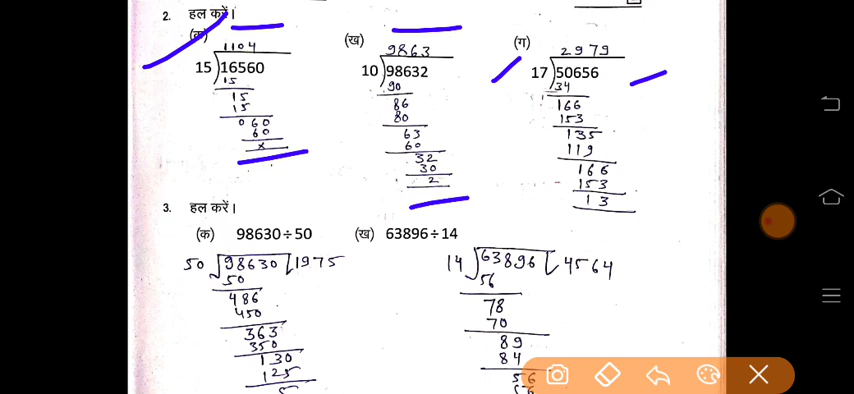 2. हल करें।
(क) (ख) (ग)
1104 9863 2979
15 16560 10 98632 17 50656
15 90 34
15 86 166
15 80 153
060 63 135
60 60 119
x 32 166
30 153
2 13
3. हल करें।
(क) 98630÷50 (ख) 63896÷14
50 98630 1975 14 63896 4564
50 56
486 78
450 70
363 89
350 84
130 56
125